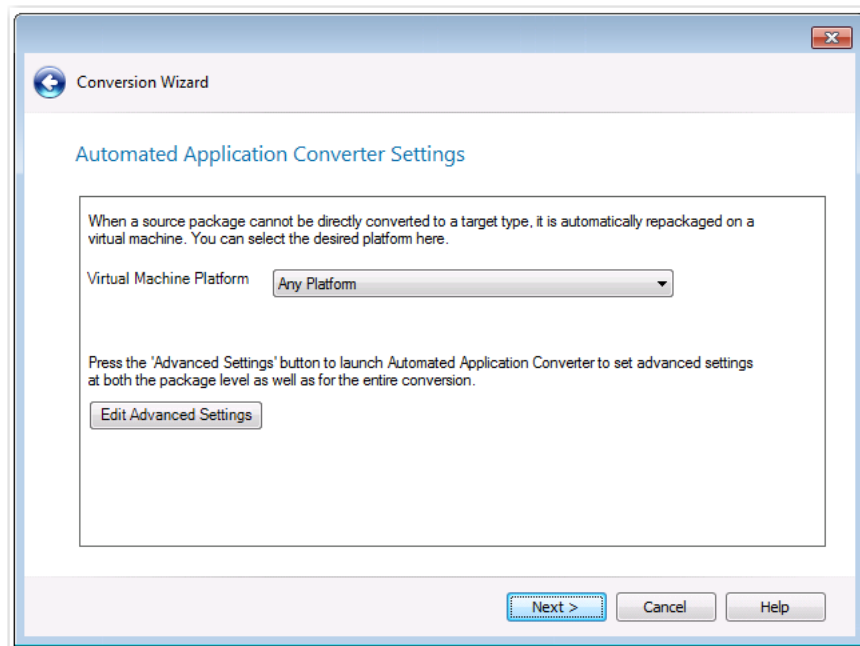 Conversion Wizard
Automated Application Converter Settings
When a source package cannot be directly converted to a target type, it is automatically repackaged on a
virtual machine. You can select the desired platform here.
Virtual Machine Platform
Any Platform
Press the 'Advanced Settings' button to launch Automated Application Converter to set advanced settings
at both the package level as well as for the entire conversion.
Edit Advanced Settings
Next >
Cancel
Help